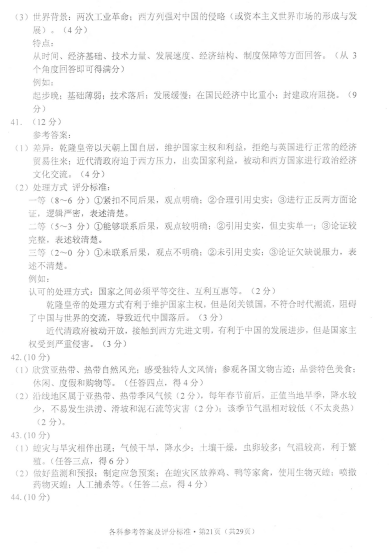 （3）世界背景：两次工业革命；西方列强对中国的侵略（或资本主义世界市场的形成与发
展）。（4分）
特点：
从时间、经济基础、技术力量、发展速度、经济结构、制度保障等方面回答。（从 3
个角度回答即可得满分）
例如：
起步晚；基础薄弱；技术落后；发展缓慢；在国民经济中比重小；封建政府阻挠。（9
分）
41.（12分）
参考答案：
（1）差异：乾隆皇帝以天朝上国自居，维护国家主权和利益，拒绝与英国进行正常的经济
贸易往来；近代清政府迫于西方压力，出卖国家利益，被动和西方国家进行政治经济
文化交流。（4分）
（2）处理方式 评分标准：
一等（8～6 分）①紧扣不同后果，观点明确；②合理引用史实；③进行正反两方面论
证，逻辑严密，表述清楚。
二等（5～3 分）①能够联系后果，观点较明确；②引用史实，但史实单一；③论证较
完整，表述较清楚。
三等（2～0 分）①未联系后果，观点不明确；②未引用史实；③论证欠缺说服力，表
述不清楚。
例如：
认可的处理方式：国家之间必须平等交往、互利互惠等。（2分）
乾隆皇帝的处理方式有利于维护国家主权，但是闭关锁国，不符合时代潮流，阻碍
了中国与世界的交流，导致近代中国落后。（3分）
近代清政府被动开放，接触到西方先进文明，有利于中国的发展进步，但是国家主
权受到严重侵害。（3分）
42.(10分)
（1）欣赏亚热带、热带自然风光；感受独特人文风情；参观各国文物古迹；品尝特色美食；
休闲、度假和购物等。（任答四点，得4分）
（2）沿线地区属于亚热带、热带季风气候（2分），每年春节前后，正值当地旱季，降水较
少，不易发生洪涝、滑坡和泥石流等灾害（2分）；该季节气温相对较低（不太炎热）
（2分）。
43.(10分)
（1）蝗灾与旱灾相伴出现；气候干旱，降水少；土壤干燥，虫卵较多；气温较高，利于繁
殖。（任答三点，得6分）
（2）做好监测和预报；制定应急预案；在蝗灾区放养鸡、鸭等家禽，使用生物灭蝗；喷撒
药物灭蝗；人工捕杀等。（任答二点，得4分）
44.(10分)
各科参考答案及评分标准·第21页（共29页）